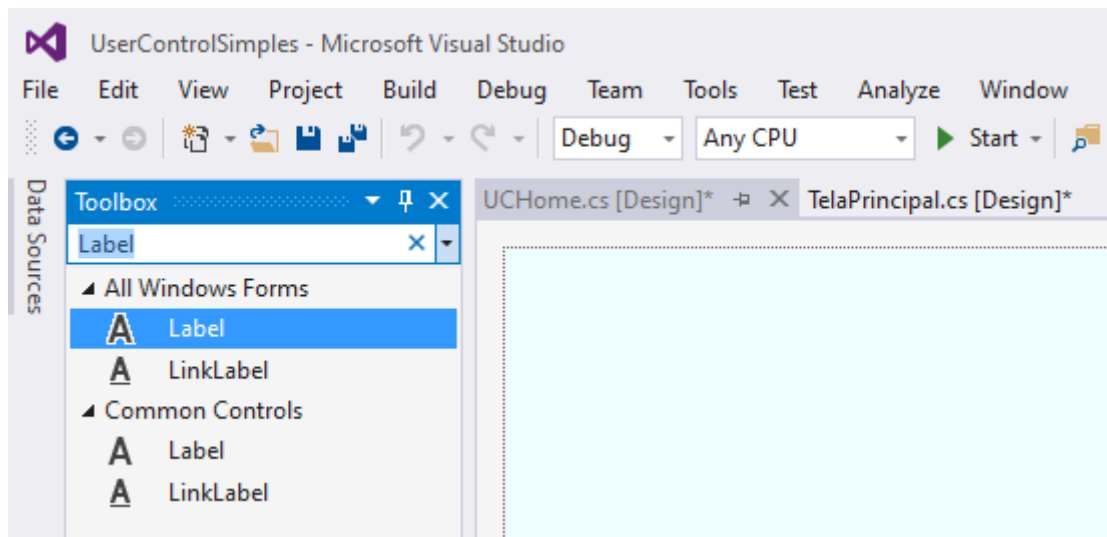 UserControlSimples - Microsoft Visual Studio
File Edit View Project Build Debug Team Tools Test Analyze Window
Debug Any CPU Start
Data Sources
Toolbox
UCHome.cs [Design]* TelaPrincipal.cs [Design]*
Label
All Windows Forms
Label
LinkLabel
Common Controls
Label
LinkLabel